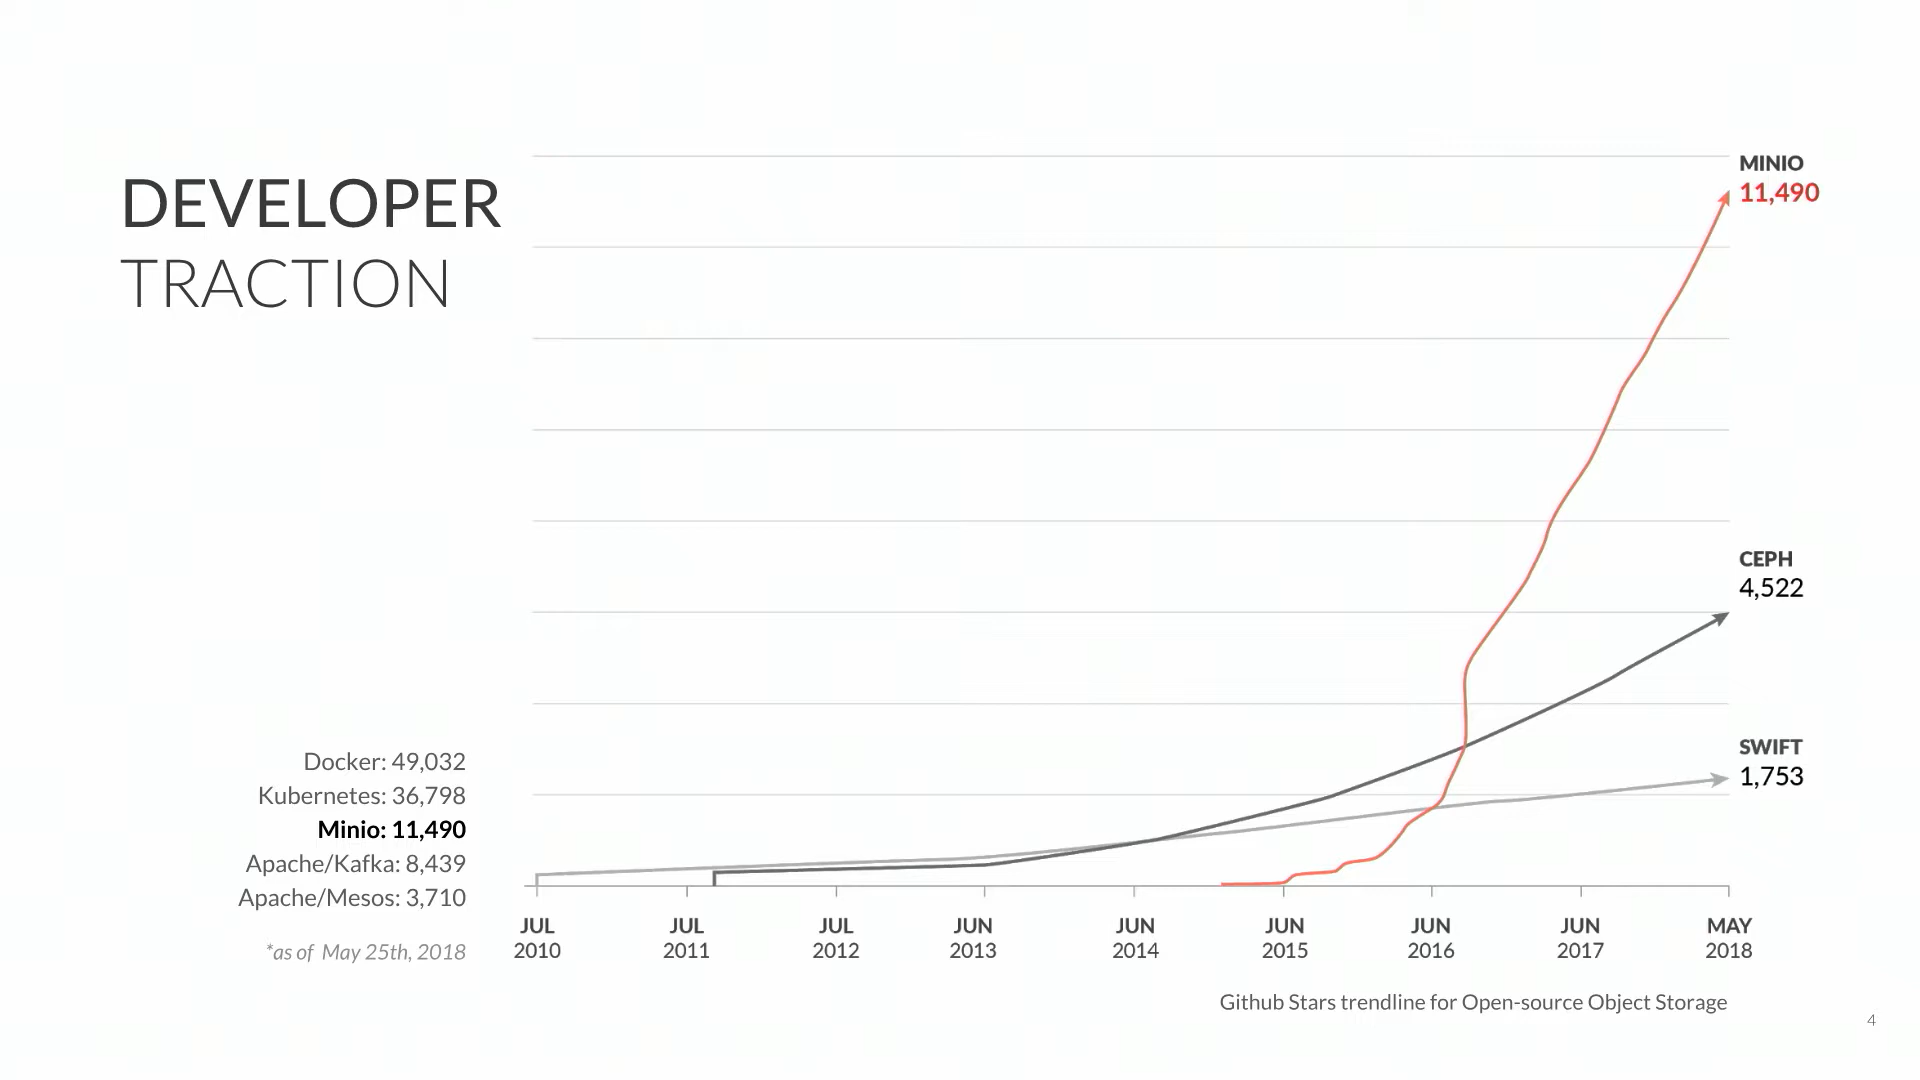 DEVELOPER
TRACTION
MINIO
11,490
CEPH
4,522
SWIFT
1,753
Docker: 49,032
Kubernetes: 36,798
Minio: 11,490
Apache/Kafka: 8,439
Apache/Mesos: 3,710
*as of May 25th, 2018
JUL JUL JUL JUN JUN JUN JUN JUN MAY
2010 2011 2012 2013 2014 2015 2016 2017 2018
Github Stars trendline for Open-source Object Storage
4